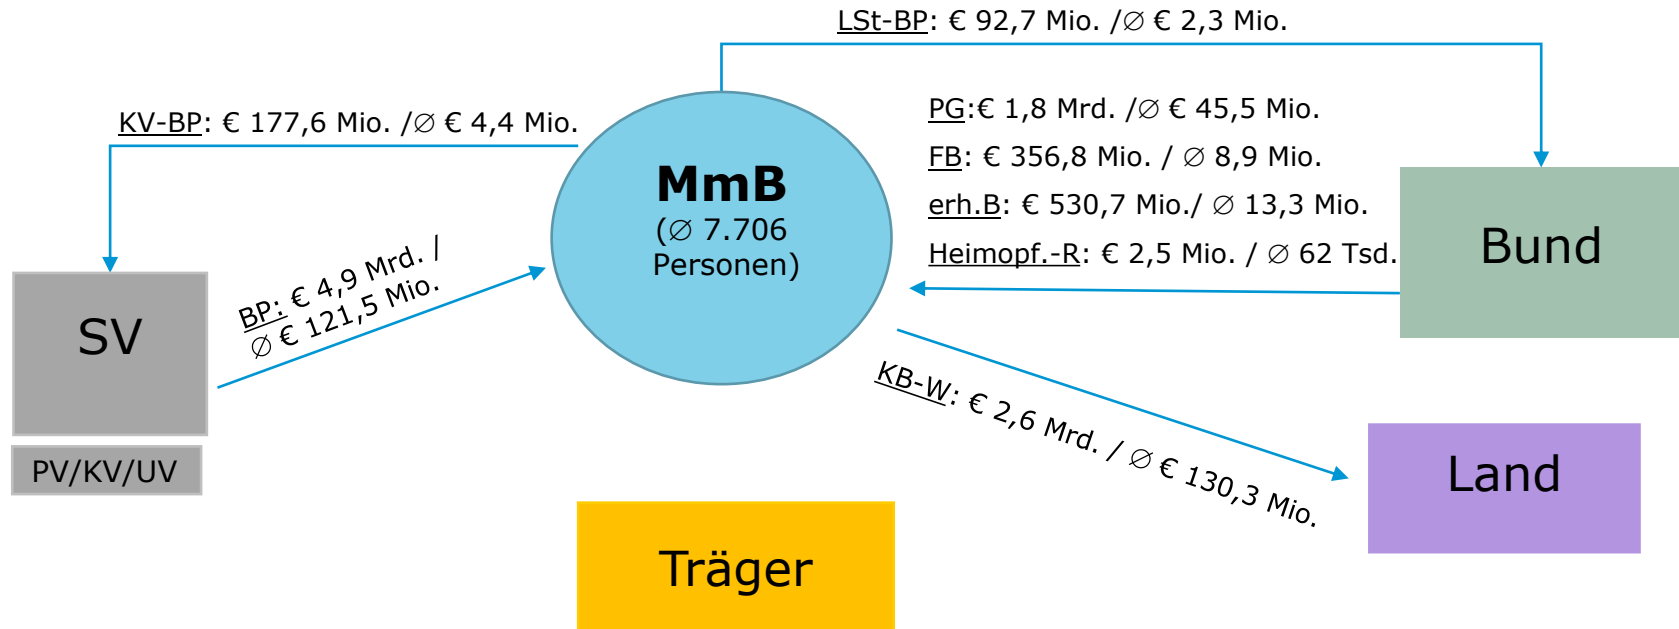 LSt-BP: € 92,7 Mio. /∅ € 2,3 Mio.
KV-BP: € 177,6 Mio. /∅ € 4,4 Mio.
MmB
(∅ 7.706
Personen)
PG:€ 1,8 Mrd. /∅ € 45,5 Mio.
FB: € 356,8 Mio. / ∅ 8,9 Mio.
erh.B: € 530,7 Mio./ ∅ 13,3 Mio.
Heimopf.-R: € 2,5 Mio. / ∅ 62 Tsd.
Bund
SV
BP: € 4,9 Mrd. /
∅ € 121,5 Mio.
PV/KV/UV
KB-W: € 2,6 Mrd. / ∅ € 130,3 Mio.
Land
Träger